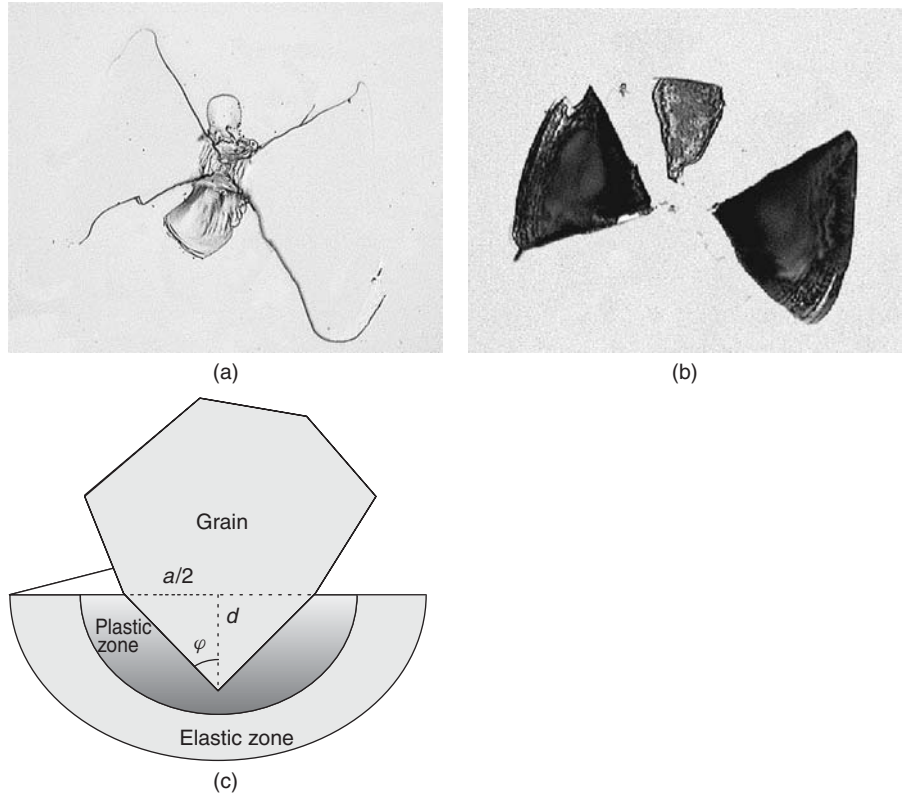 (a)
(b)
Grain
a/2
d
Plastic
zone
φ
Elastic zone
(c)